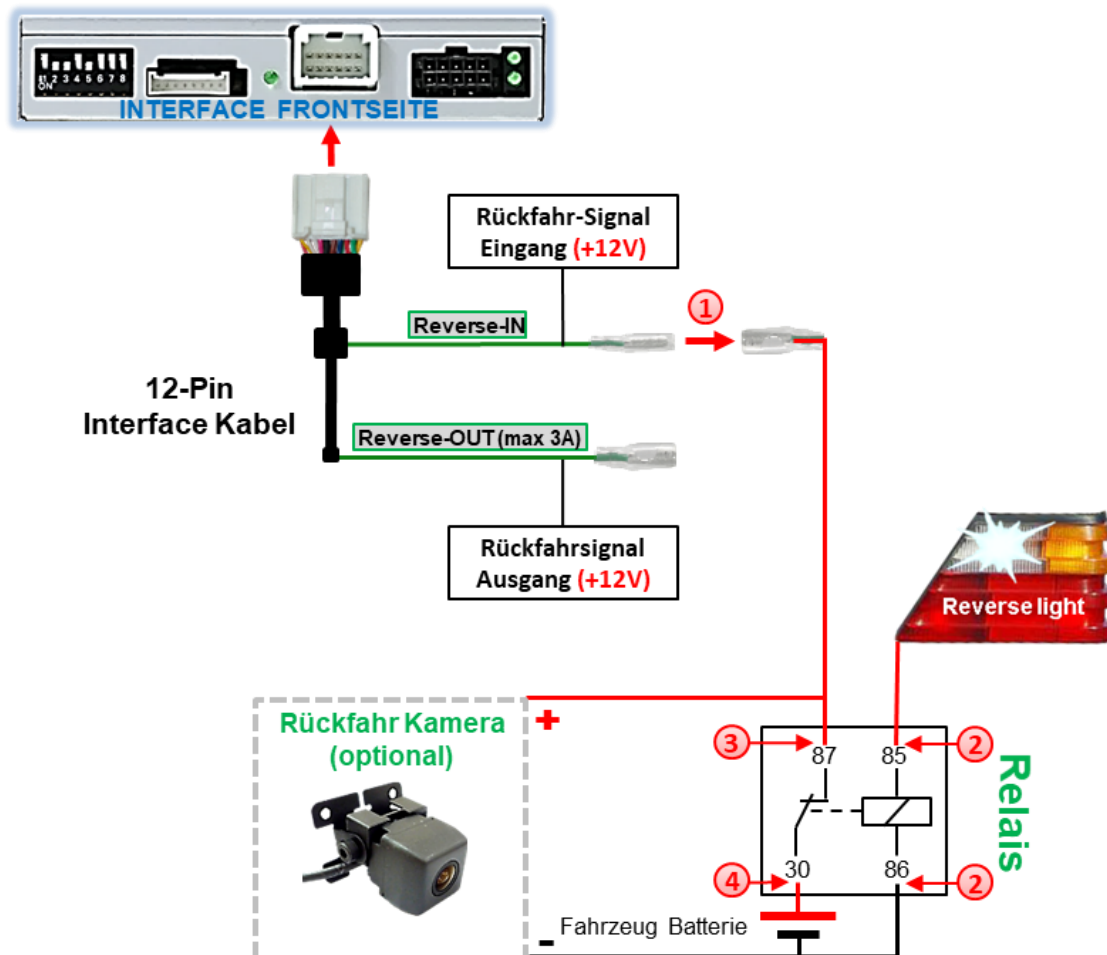 1 2 3 4 5 6 7 8
ON
INTERFACE FRONTSEITE
Rückfahr-Signal
Eingang (+12V)
Reverse-IN
1
12-Pin
Interface Kabel
Reverse-OUT (max 3A)
Rückfahrsignal
Ausgang (+12V)
Reverse light
Rückfahr Kamera
(optional)
+
3
87
85
2
Relais
4
30
86
2
- Fahrzeug Batterie